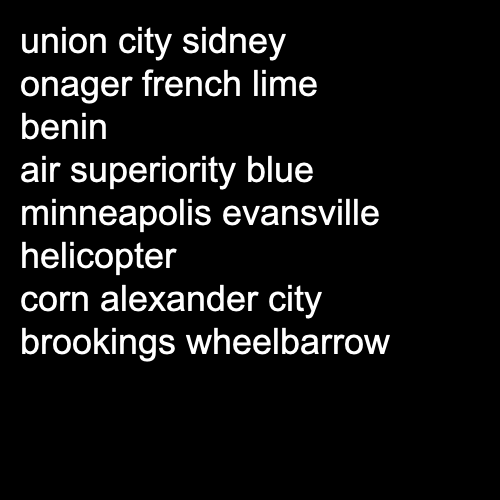 union city sidney
onager french lime
benin
air superiority blue
minneapolis evansville
helicopter
corn alexander city
brookings wheelbarrow